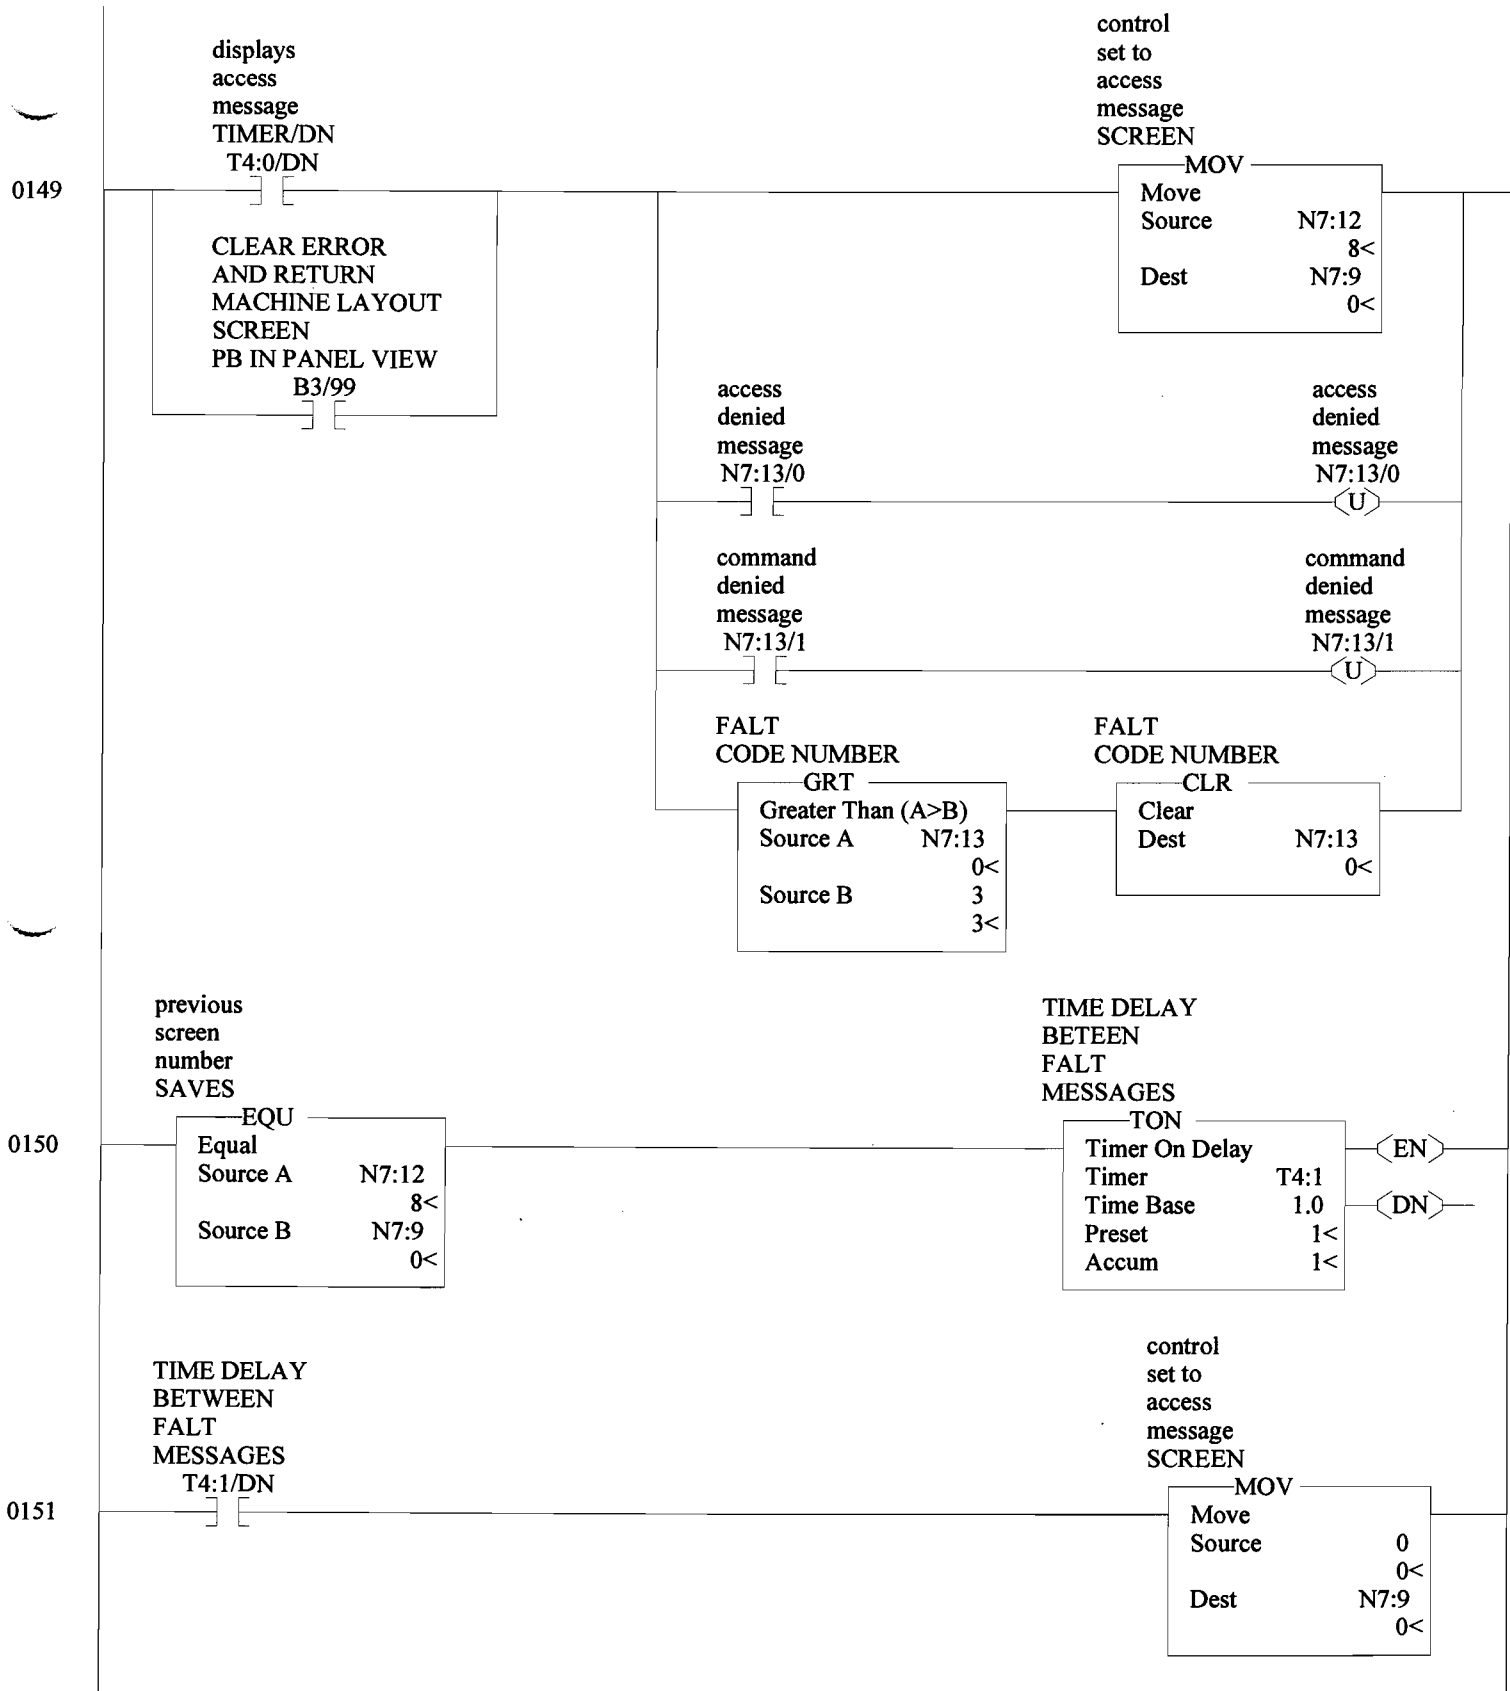 displays
access
message
TIMER/DN
T4:0/DN
control
set to
access
message
SCREEN
0149
MOV
Move
Source N7:12
8<
Dest N7:9
0<
CLEAR ERROR
AND RETURN
MACHINE LAYOUT
SCREEN
PB IN PANEL VIEW
B3/99
access
denied
message
N7:13/0
access
denied
message
N7:13/0
U
command
denied
message
N7:13/1
command
denied
message
N7:13/1
U
FALT
CODE NUMBER
GRT
Greater Than (A>B)
Source A N7:13
0<
Source B 3
3<
FALT
CODE NUMBER
CLR
Clear
Dest N7:13
0<
previous
screen
number
SAVES
0150
EQU
Equal
Source A N7:12
8<
Source B N7:9
0<
TIME DELAY
BETEEN
FALT
MESSAGES
TON
Timer On Delay
Timer T4:1
Time Base 1.0
Preset 1<
Accum 1<
EN
DN
TIME DELAY
BETWEEN
FALT
MESSAGES
T4:1/DN
0151
control
set to
access
message
SCREEN
MOV
Move
Source 0
0<
Dest N7:9
0<